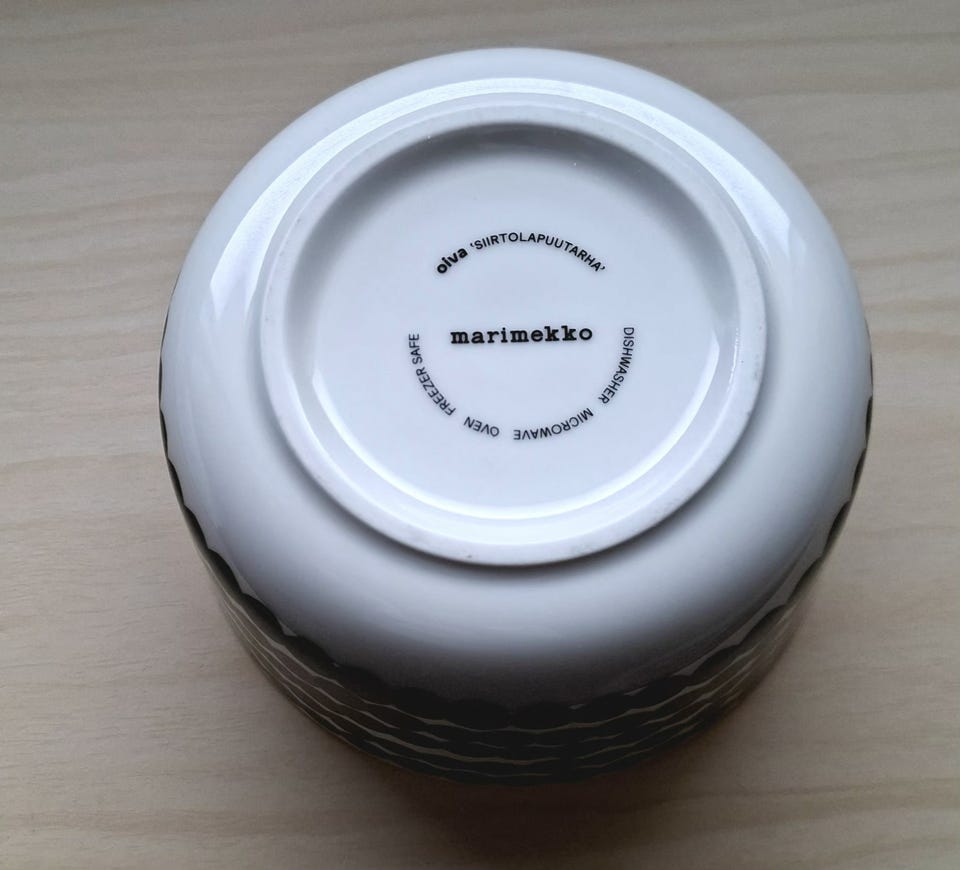 oiva 'SIIRTOLAPUUTARHA'
marimekko
DISHWASHER MICROWAVE OVEN FREEZER SAFE